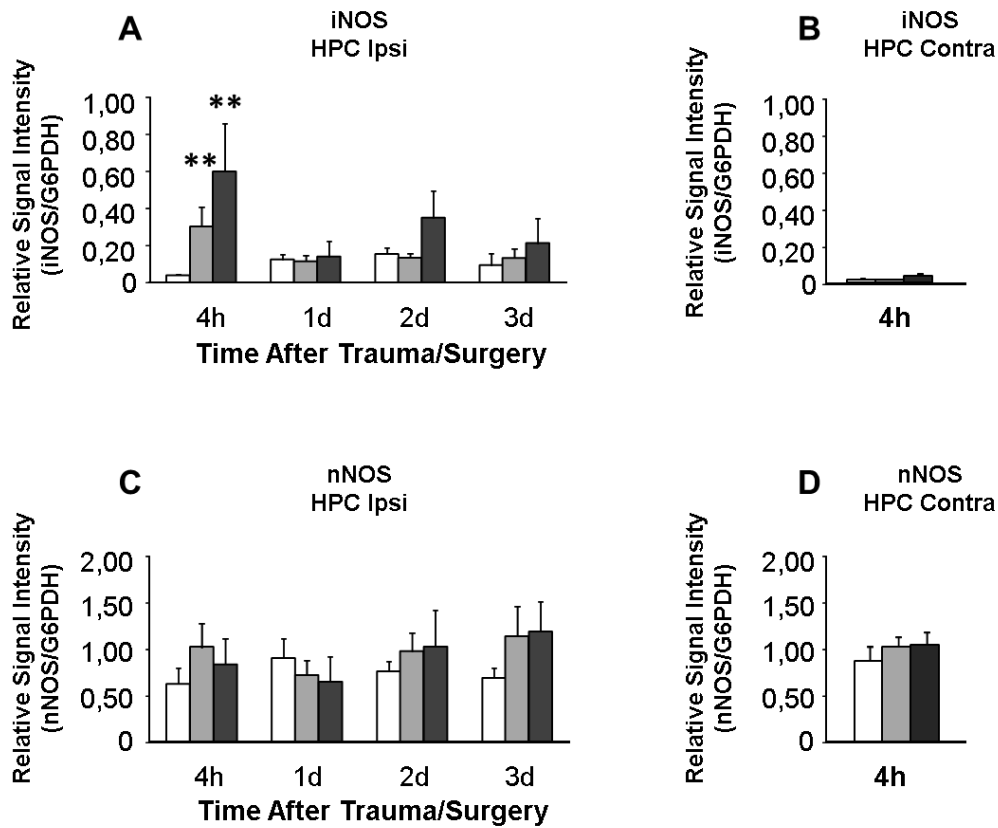 A
iNOS
HPC Ipsi
Relative Signal Intensity
(iNOS/G6PDH)
1,00
0,80
0,60
0,40
0,20
0
**
**
4h 1d 2d 3d
Time After Trauma/Surgery
B
iNOS
HPC Contra
Relative Signal Intensity
(iNOS/G6PDH)
1,00
0,80
0,60
0,40
0,20
0
4h
C
nNOS
HPC Ipsi
Relative Signal Intensity
(nNOS/G6PDH)
2,00
1,50
1,00
0,50
0
4h 1d 2d 3d
Time After Trauma/Surgery
D
nNOS
HPC Contra
Relative Signal Intensity
(nNOS/G6PDH)
2,00
1,50
1,00
0,50
0
4h